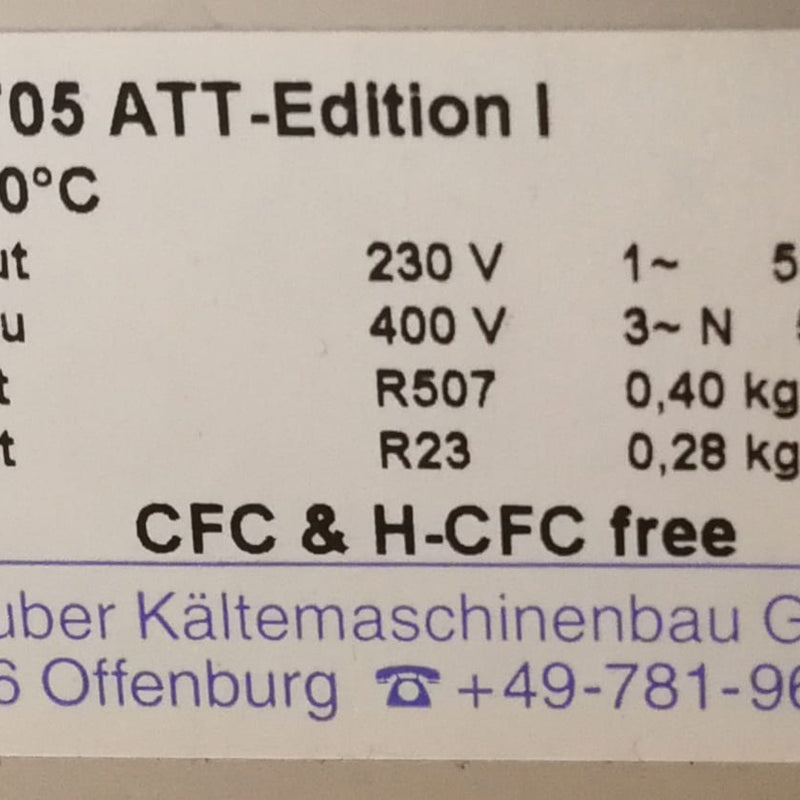 705 ATT-Edition I
0°C
ut 230 V 1~ 5
u 400 V 3~ N
t R507 0,40 kg
t R23 0,28 kg
CFC & H-CFC free
uber Kältemaschinenbau G
6 Offenburg ☎ +49-781-96